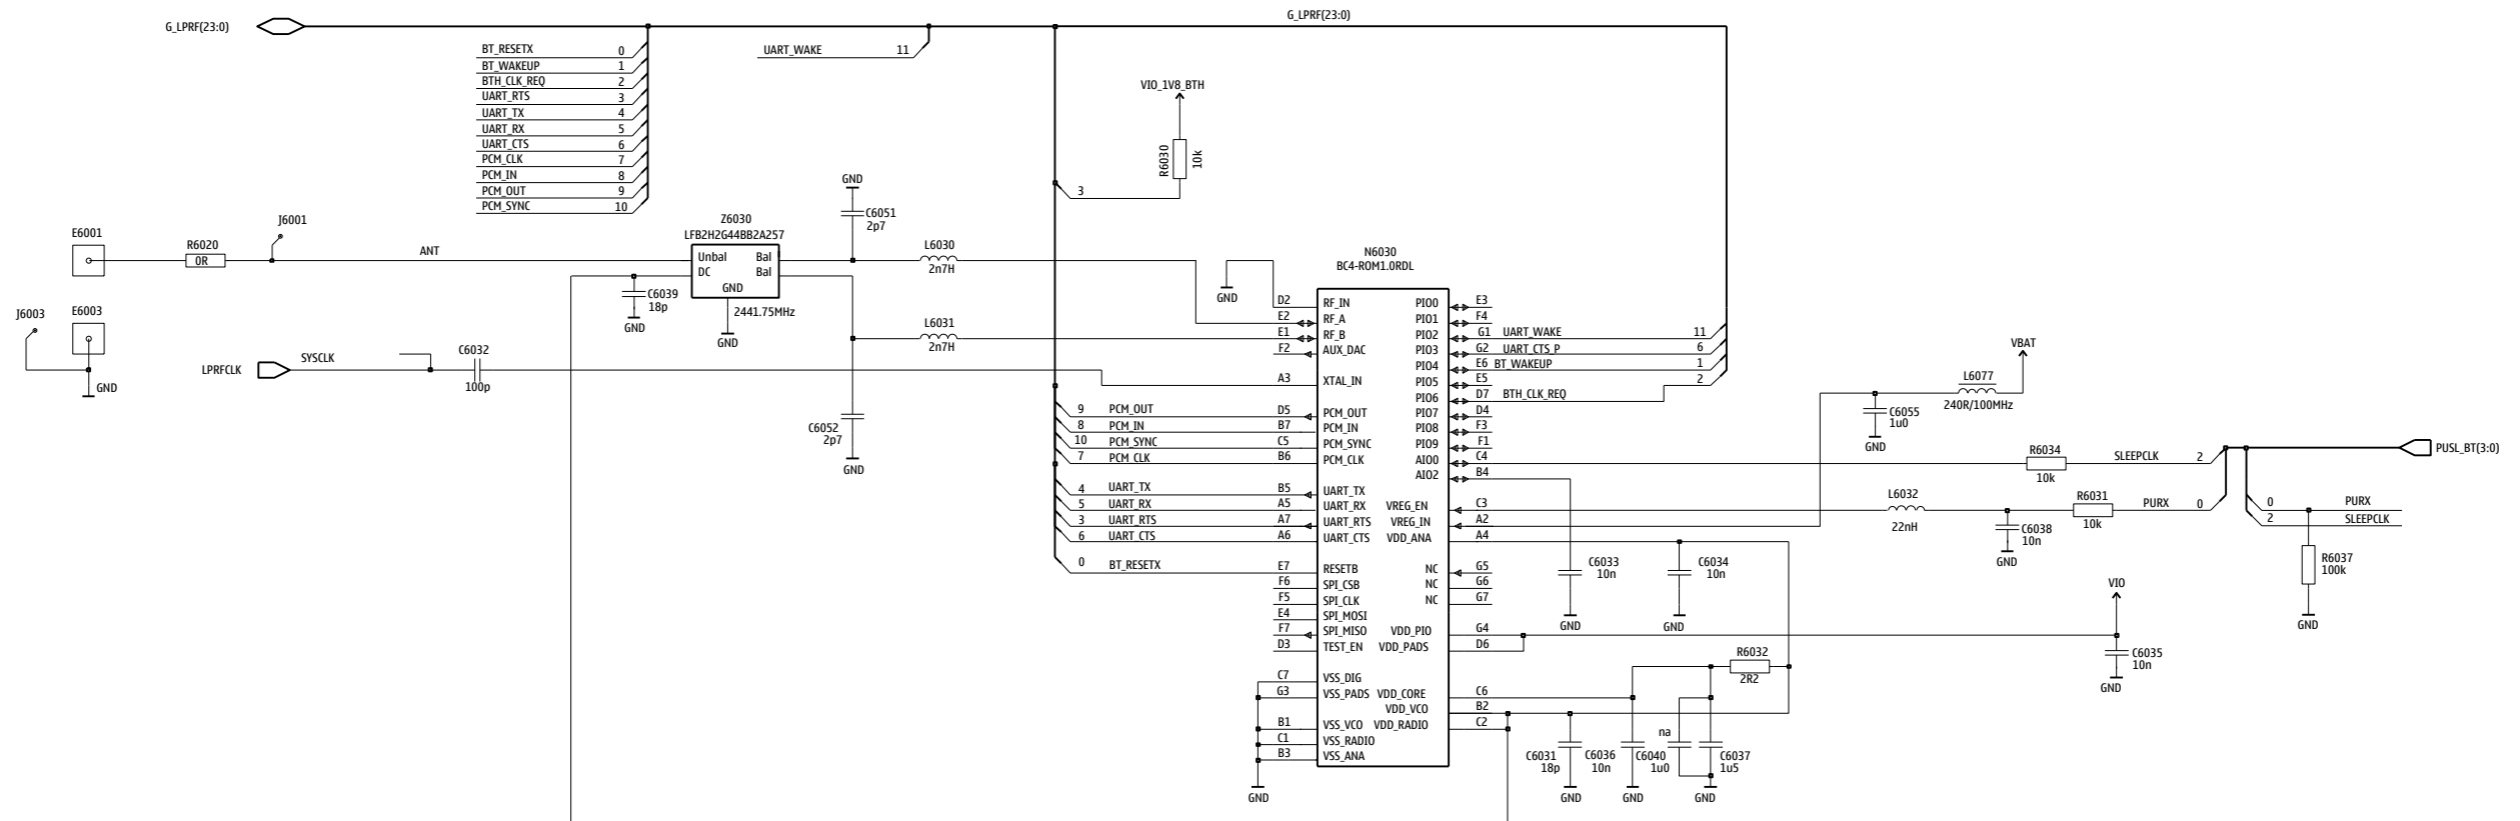 G_LPRF(23:0)
G_LPRF(23:0)
BT_RESETX 0
BT_WAKEUP 1
BTH_CLK_REQ 2
UART_RTS 3
UART_TX 4
UART_RX 5
UART_CTS 6
PCM_CLK 7
PCM_IN 8
PCM_OUT 9
PCM_SYNC 10
UART_WAKE 11
VIO_1V8_BTH
R6030
10k
3
E6001
R6020
0R
J6001
ANT
Z6030
LFB2H2G44BB2A257
Unbal Bal
DC Bal
GND
2441.75MHz
GND
C6039
18p
GND
GND
C6051
2p7
L6030
2n7H
L6031
2n7H
C6052
2p7
GND
J6003
E6003
GND
LPRFCLK
SYSCLK
C6032
100p
GND
N6030
BC4-ROM1.0RDL
D2 RF_IN
E2 RF_A
E1 RF_B
F2 AUX_DAC
A3 XTAL_IN
9 PCM_OUT D5 PCM_OUT
8 PCM_IN B7 PCM_IN
10 PCM_SYNC C5 PCM_SYNC
7 PCM_CLK B6 PCM_CLK
4 UART_TX B5 UART_TX
5 UART_RX A5 UART_RX
3 UART_RTS A7 UART_RTS
6 UART_CTS A6 UART_CTS
0 BT_RESETX E7 RESETB
F6 SPI_CSB
F5 SPI_CLK
E4 SPI_MOSI
F7 SPI_MISO
D3 TEST_EN
C7 VSS_DIG
G3 VSS_PADS
B1 VSS_VCO
C1 VSS_RADIO
B3 VSS_ANA
GND
PIO0 E3
PIO1 F4
PIO2 G1 UART_WAKE 11
PIO3 G2 UART_CTS_P 6
PIO4 E6 BT_WAKEUP 1
PIO5 E5 2
PIO6 D7 BTH_CLK_REQ
PIO7 D4
PIO8 F3
PIO9 F1
AIO0 C4
AIO2 B4
VREG_EN C3
VREG_IN A2
VDD_ANA A4
NC G5
NC G6
NC G7
VDD_PIO G4
VDD_PADS D6
VDD_CORE C6
VDD_VCO B2
VDD_RADIO C2
C6033
10n
GND
C6034
10n
GND
R6032
2R2
C6031
18p
C6036
10n
GND
C6040
1u0
GND
na
C6037
1u5
GND
VBAT
L6077
240R/100MHz
C6055
1u0
GND
R6034
10k
SLEEPCLK 2
PUSL_BT(3:0)
L6032
22nH
R6031
10k
PURX 0
C6038
10n
GND
0 PURX
2 SLEEPCLK
R6037
100k
GND
VIO
C6035
10n
GND